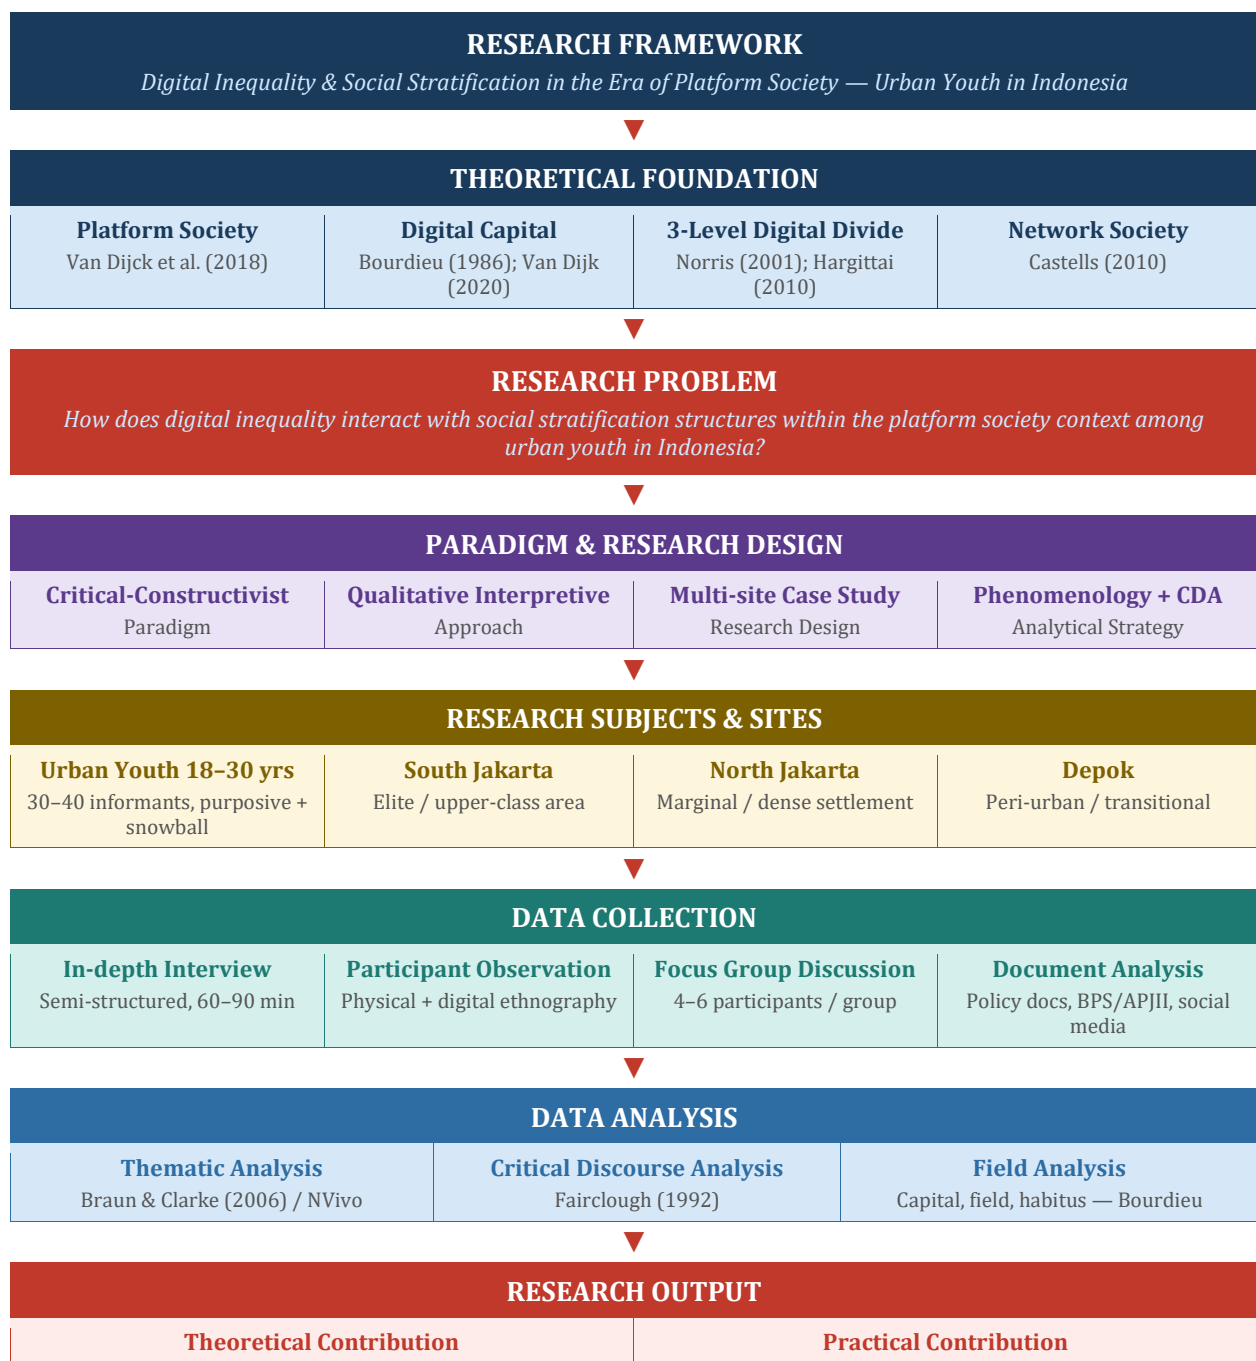 RESEARCH FRAMEWORK
Digital Inequality & Social Stratification in the Era of Platform Society — Urban Youth in Indonesia
THEORETICAL FOUNDATION
Platform Society
Van Dijck et al. (2018)
Digital Capital
Bourdieu (1986); Van Dijk
(2020)
3-Level Digital Divide
Norris (2001); Hargittai
(2010)
Network Society
Castells (2010)
RESEARCH PROBLEM
How does digital inequality interact with social stratification structures within the platform society context among
urban youth in Indonesia?
PARADIGM & RESEARCH DESIGN
Critical-Constructivist
Paradigm
Qualitative Interpretive
Approach
Multi-site Case Study
Research Design
Phenomenology + CDA
Analytical Strategy
RESEARCH SUBJECTS & SITES
Urban Youth 18–30 yrs
30–40 informants, purposive +
snowball
South Jakarta
Elite / upper-class area
North Jakarta
Marginal / dense settlement
Depok
Peri-urban / transitional
DATA COLLECTION
In-depth Interview
Semi-structured, 60–90 min
Participant Observation
Physical + digital ethnography
Focus Group Discussion
4–6 participants / group
Document Analysis
Policy docs, BPS/APJII, social
media
DATA ANALYSIS
Thematic Analysis
Braun & Clarke (2006) / NVivo
Critical Discourse Analysis
Fairclough (1992)
Field Analysis
Capital, field, habitus — Bourdieu
RESEARCH OUTPUT
Theoretical Contribution
Practical Contribution